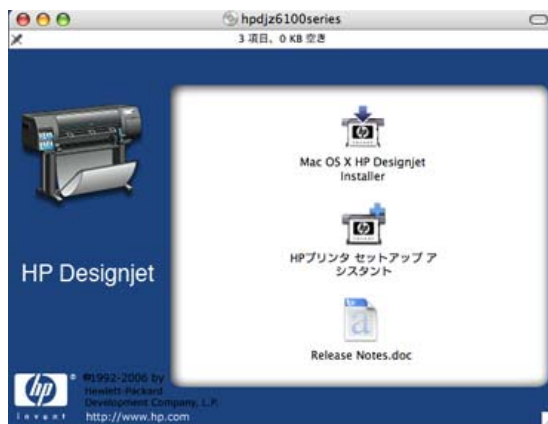 hpdjz6100series
3 項目、0 KB 空き
Mac OS X HP Designjet
Installer
HPプリンタ セットアップ ア
シスタント
Release Notes.doc
HP Designjet
hp
invent
©1992-2006 by
Hewlett-Packard
Development Company, L.P.
http://www.hp.com